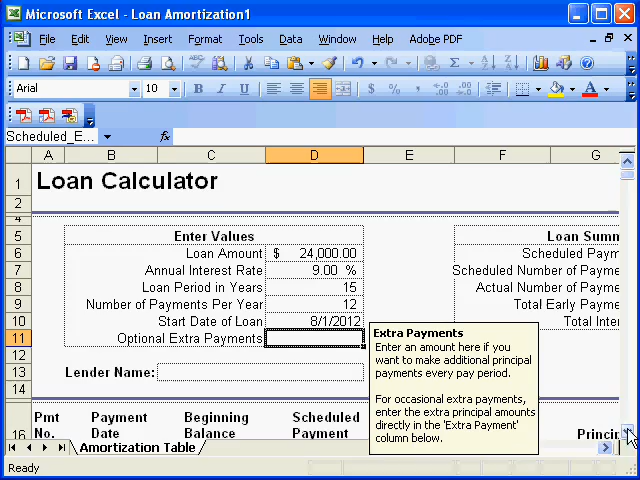 Microsoft Excel - Loan Amortization1
File Edit View Insert Format Tools Data Window Help Adobe PDF
Arial 10 B I U $ % ,
Scheduled_E... fx
A B C D E F G
1 Loan Calculator
2
4
5 Enter Values Loan Summ
6 Loan Amount $ 24,000.00 Scheduled Paym
7 Annual Interest Rate 9.00 % Scheduled Number of Payme
8 Loan Period in Years 15 Actual Number of Payme
9 Number of Payments Per Year 12 Total Early Payme
10 Start Date of Loan 8/1/2012 Total Inter
11 Optional Extra Payments
12
13 Lender Name:
14
Extra Payments
Enter an amount here if you
want to make additional principal
payments every pay period.
For occasional extra payments,
enter the extra principal amounts
directly in the 'Extra Payment'
column below.
Pmt Payment Beginning Scheduled
16 No. Date Balance Payment Princip
Amortization Table
Ready